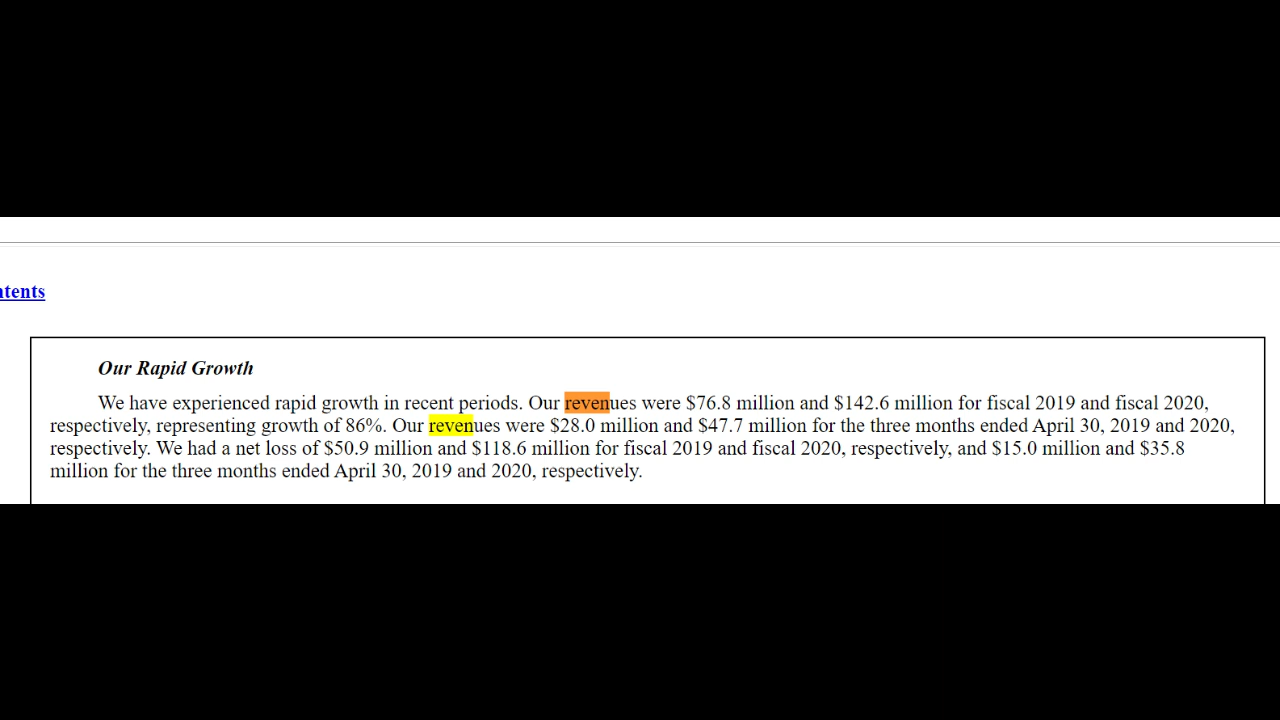 ntents
Our Rapid Growth
We have experienced rapid growth in recent periods. Our revenues were $76.8 million and $142.6 million for fiscal 2019 and fiscal 2020,
respectively, representing growth of 86%. Our revenues were $28.0 million and $47.7 million for the three months ended April 30, 2019 and 2020,
respectively. We had a net loss of $50.9 million and $118.6 million for fiscal 2019 and fiscal 2020, respectively, and $15.0 million and $35.8
million for the three months ended April 30, 2019 and 2020, respectively.